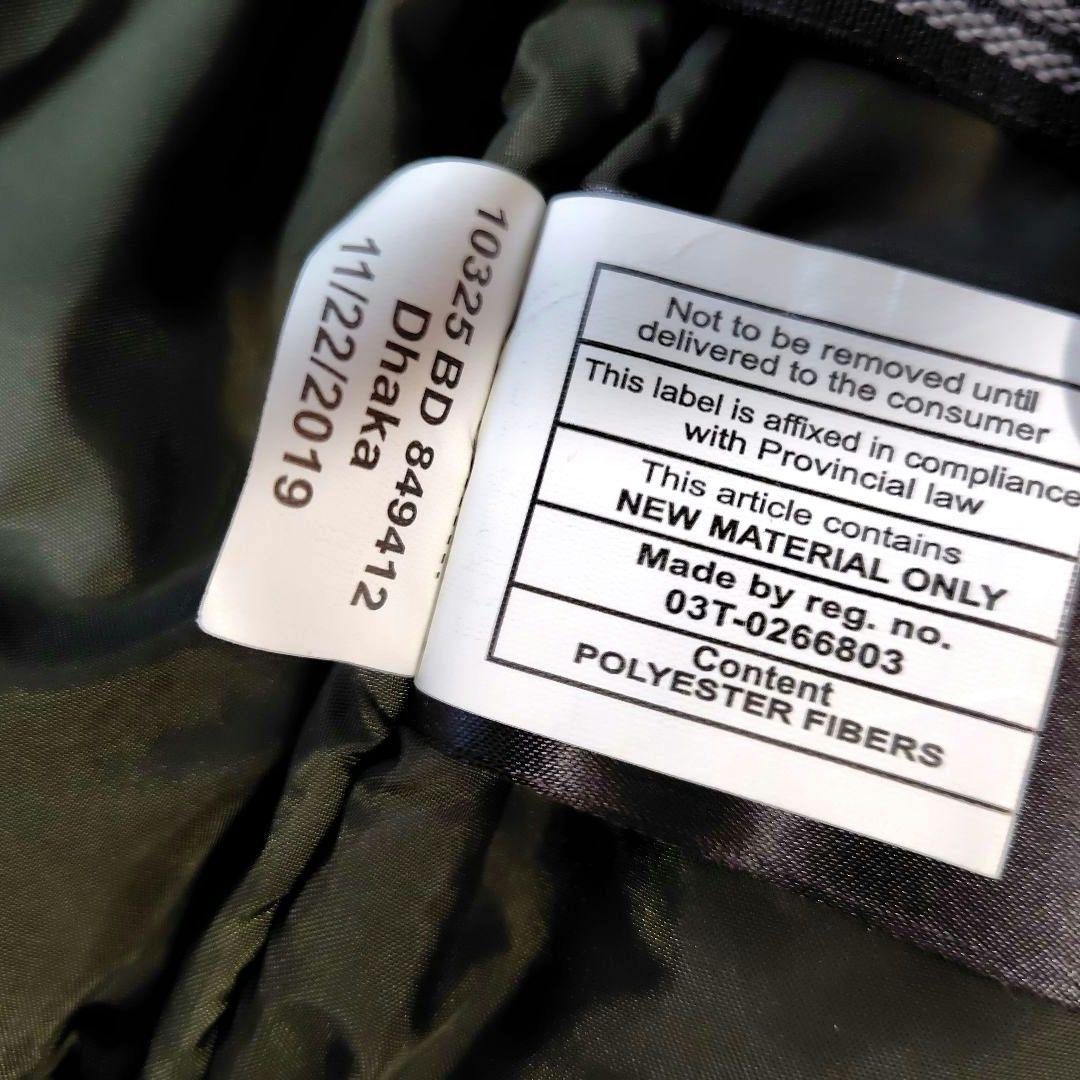 10325 BD 849412
Dhaka
11/22/2019
Not to be removed until
delivered to the consumer
This label is affixed in compliance
with Provincial law
This article contains
NEW MATERIAL ONLY
Made by reg. no.
03T-0266803
Content
POLYESTER FIBERS